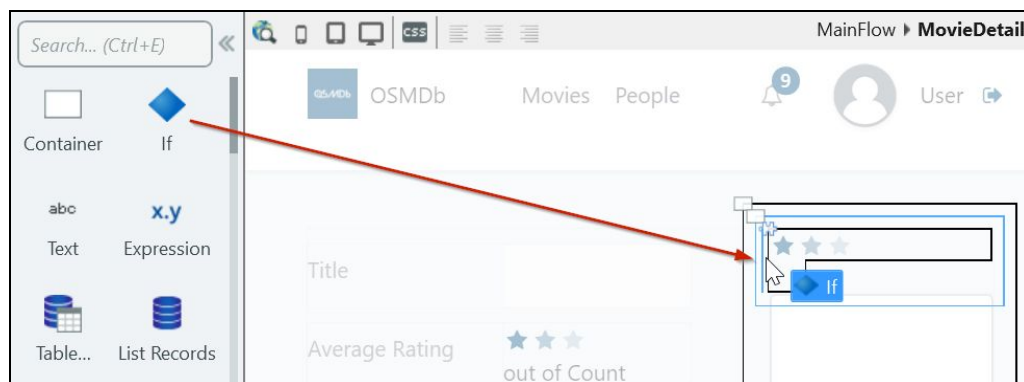 Search... (Ctrl+E)
Container
If
abc
Text
x.y
Expression
Table...
List Records
css
MainFlow MovieDetail
OSMDb
OSMDb
Movies
People
9
User
Title
Average Rating
out of Count
If